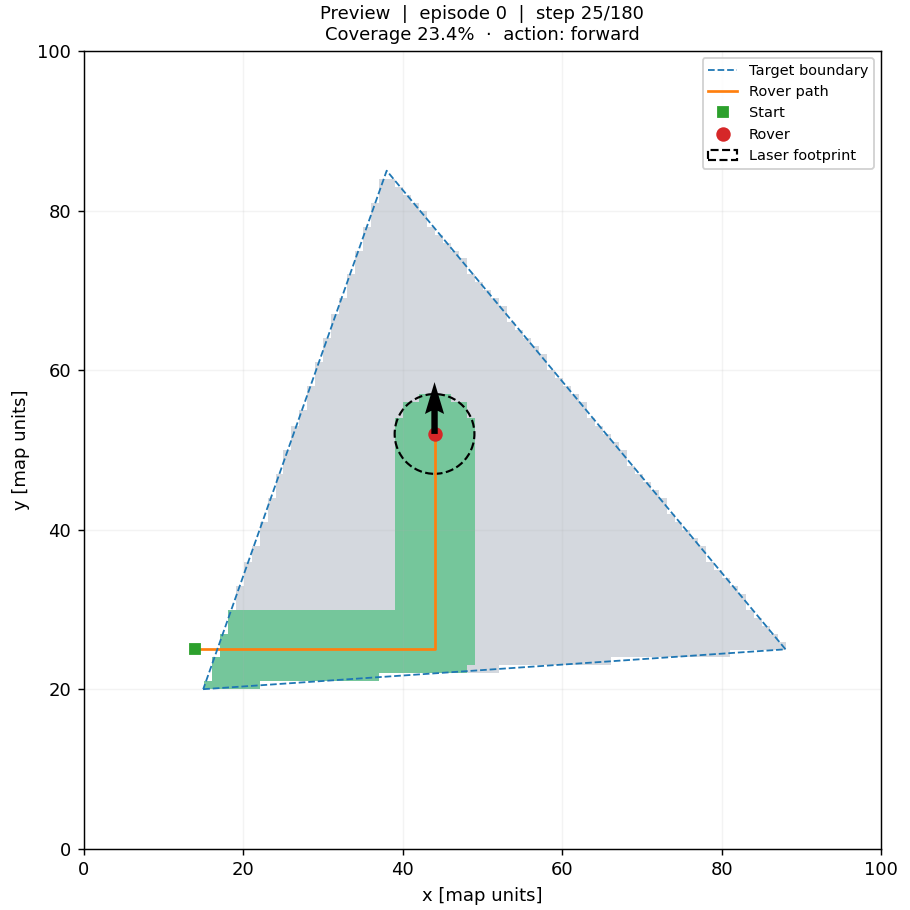 Preview  |  episode 0  |  step 25/180
Coverage 23.4%  ·  action: forward
Target boundary
Rover path
Start
Rover
Laser footprint
100
80
60
40
20
0
y [map units]
0 20 40 60 80 100
x [map units]